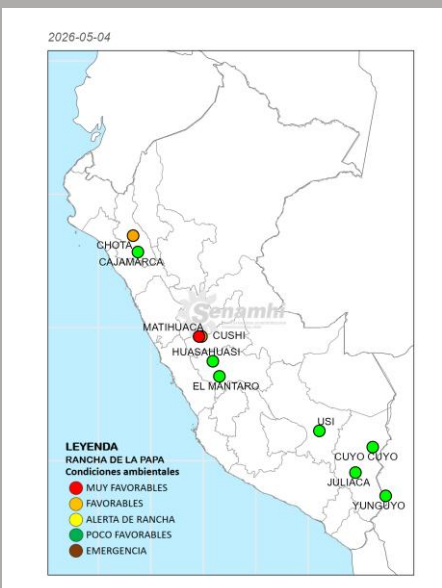 2026-05-04
CHOTA
CAJAMARCA
Senamhi
MATIHUACA
CUSHI
HUASAHUASI
EL MANTARO
USI
CUYO CUYO
JULIACA
YUNGUYO
LEYENDA
RANCHA DE LA PAPA
Condiciones ambientales
MUY FAVORABLES
FAVORABLES
ALERTA DE RANCHA
POCO FAVORABLES
EMERGENCIA